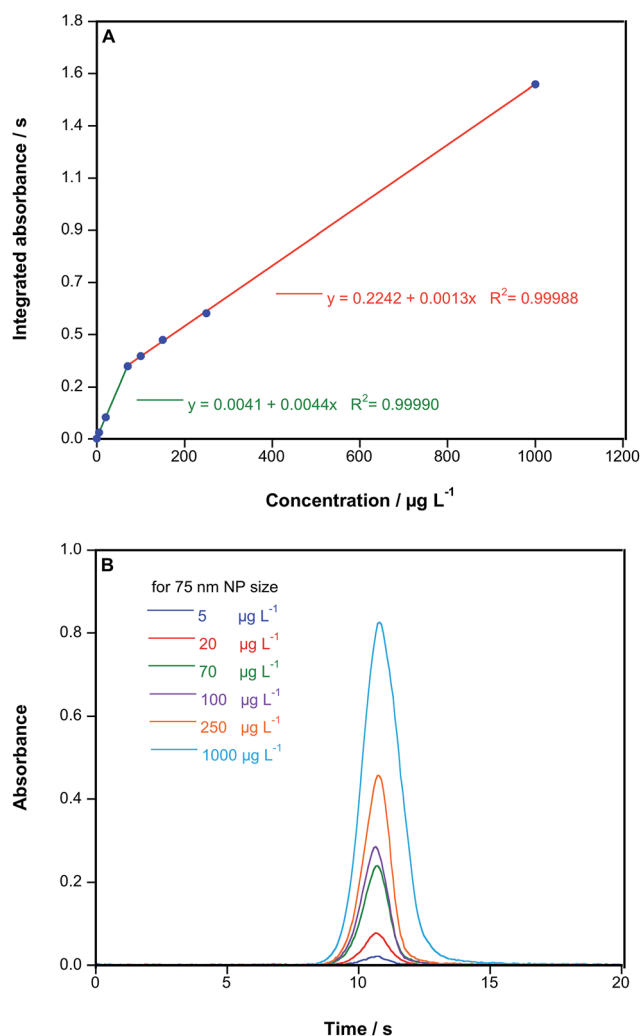 A
1.8
1.6
1.4
1.1
0.9
0.7
0.5
0.2
0.0
Integrated absorbance / s
y = 0.2242 + 0.0013x R²= 0.99988
y = 0.0041 + 0.0044x R²= 0.99990
0 200 400 600 800 1000 1200
Concentration / µg L⁻¹
B
1.0
0.8
0.6
0.4
0.2
0.0
Absorbance
for 75 nm NP size
5 µg L⁻¹
20 µg L⁻¹
70 µg L⁻¹
100 µg L⁻¹
250 µg L⁻¹
1000 µg L⁻¹
0 5 10 15 20
Time / s